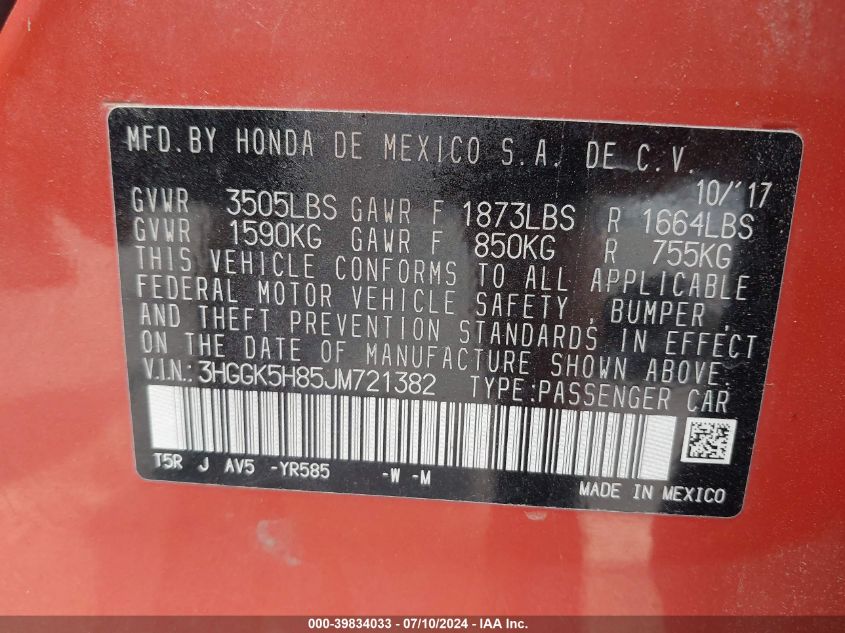 MFD. BY HONDA DE MEXICO S.A. DE C.V.
10/'17
GVWR 3505LBS GAWR F 1873LBS R 1664LBS
GVWR 1590KG GAWR F 850KG R 755KG
THIS VEHICLE CONFORMS TO ALL APPLICABLE
FEDERAL MOTOR VEHICLE SAFETY, BUMPER,
AND THEFT PREVENTION STANDARDS IN EFFECT
ON THE DATE OF MANUFACTURE SHOWN ABOVE.
V.I.N.: 3HGGK5H85JM721382 TYPE:PASSENGER CAR
T5R J AV5 -YR585 -W -M
MADE IN MEXICO
000-39834033 / 07/10/2024 - IAA Inc.